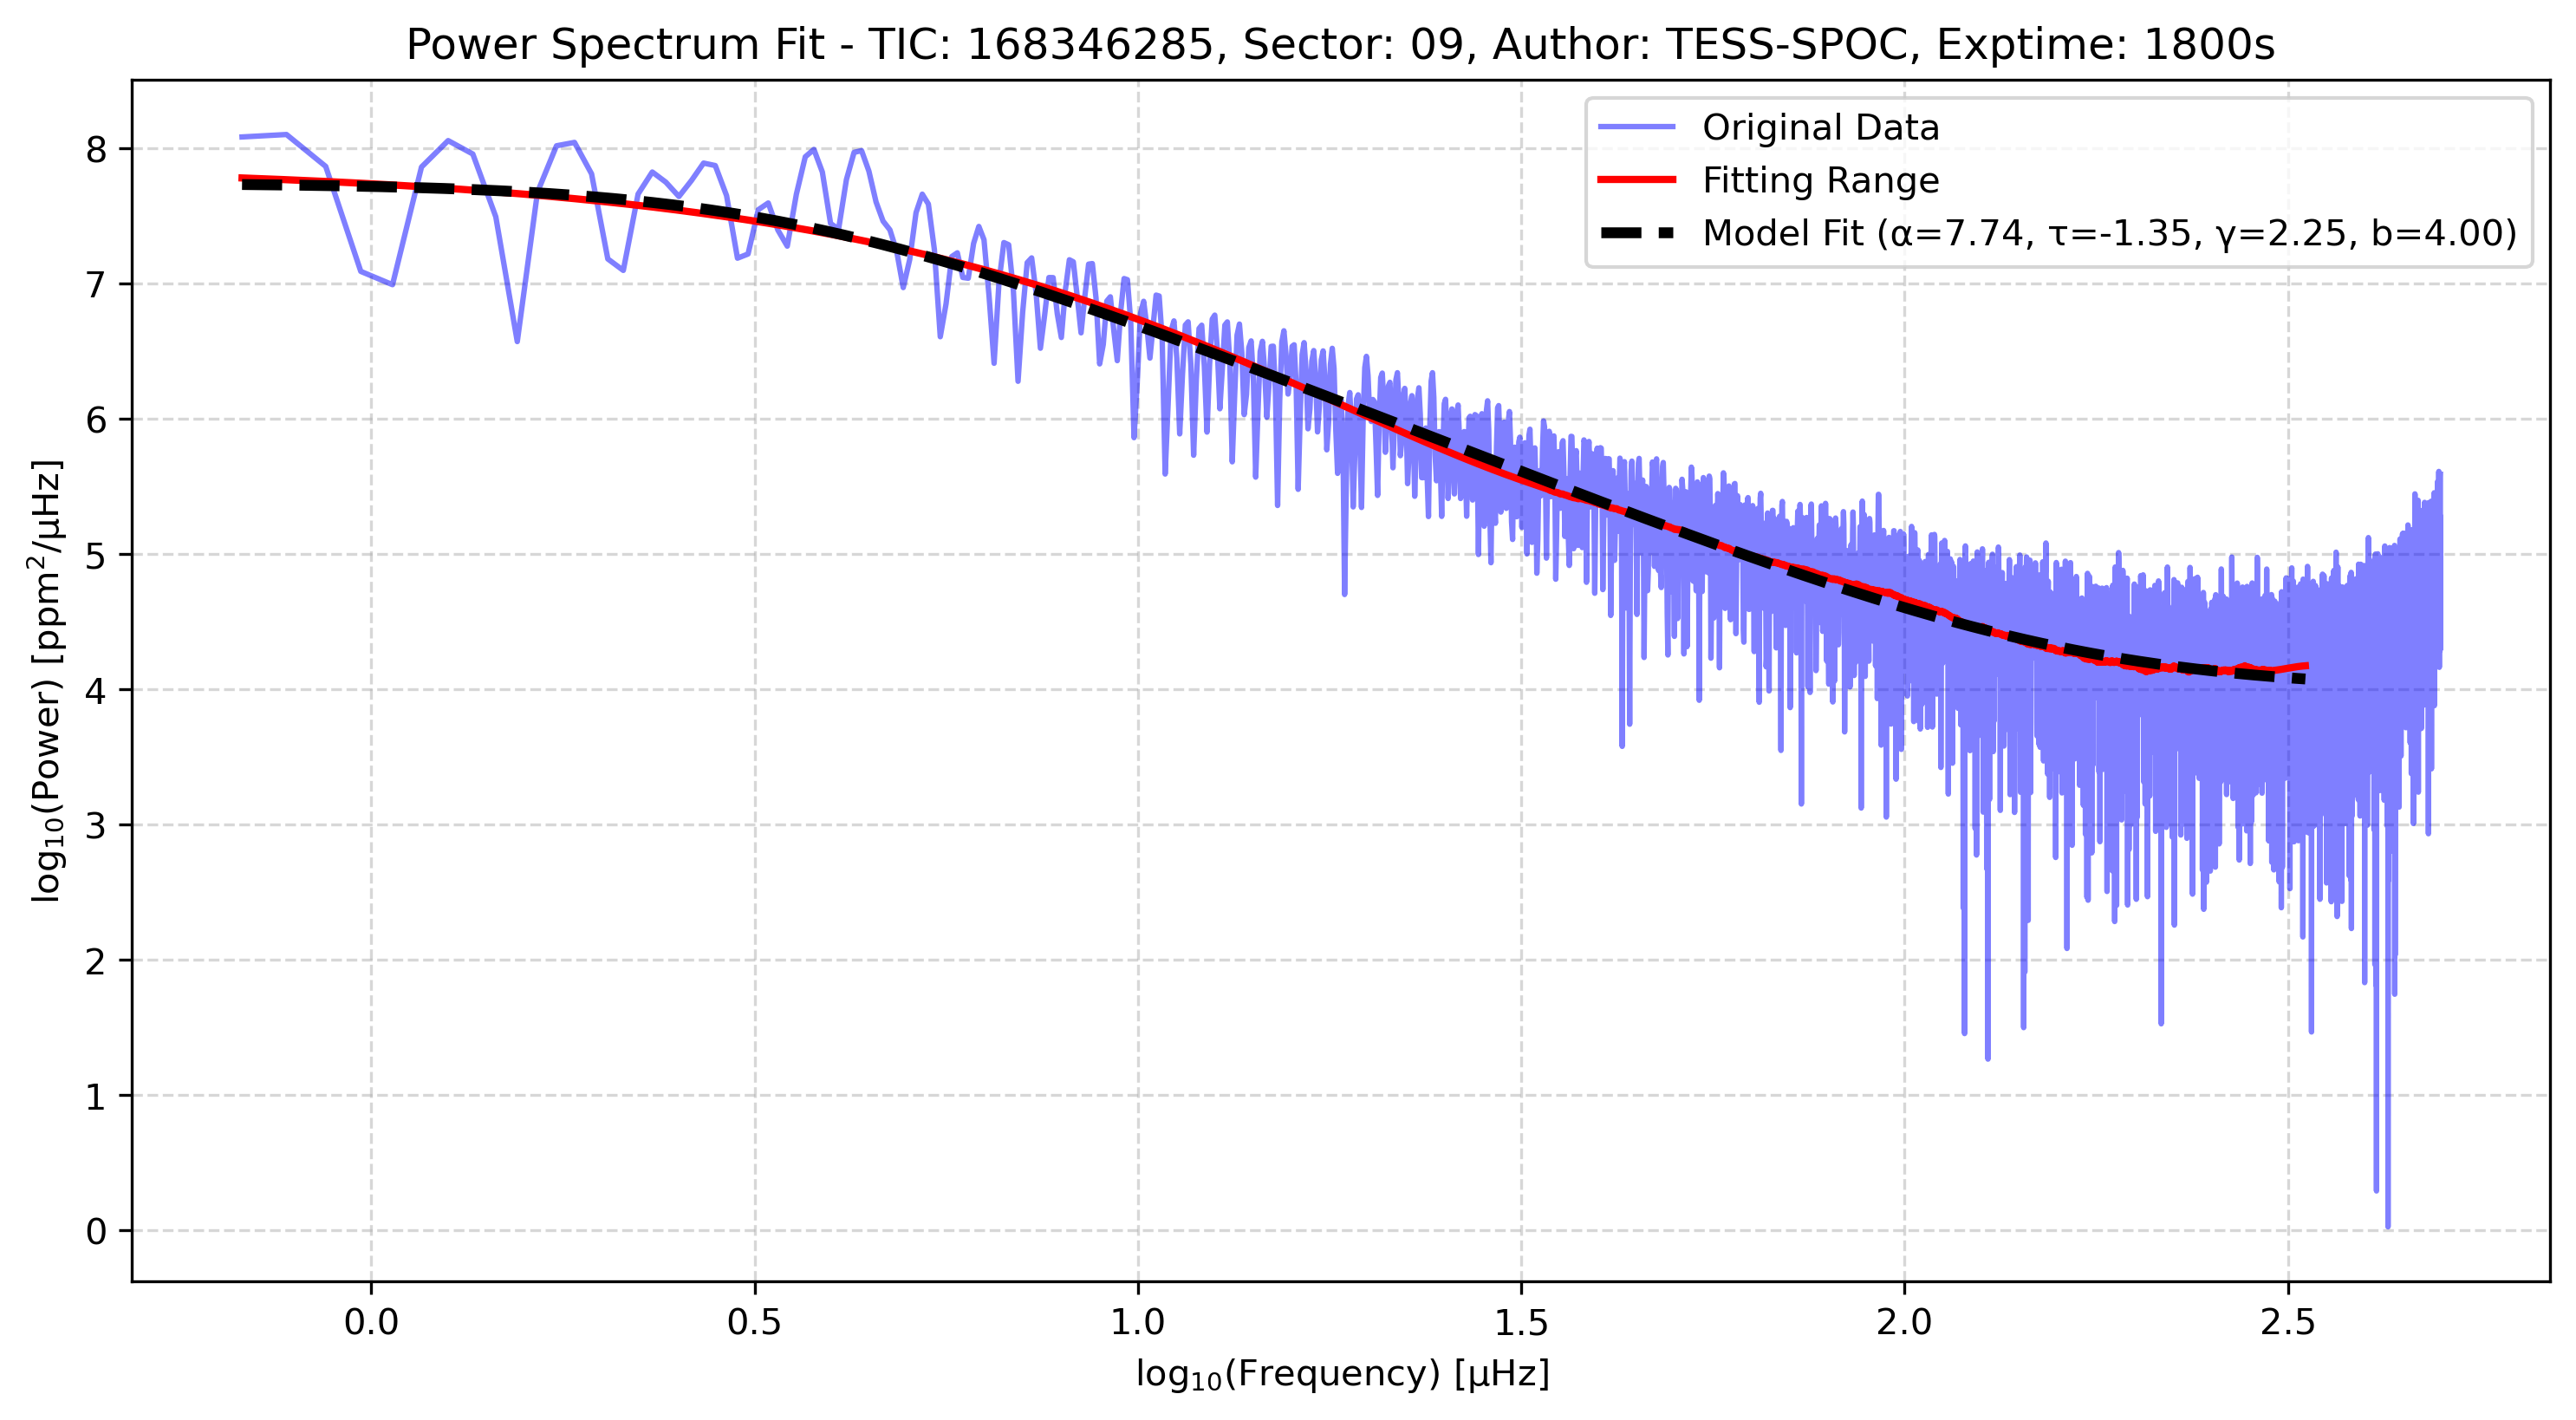 Power Spectrum Fit - TIC: 168346285, Sector: 09, Author: TESS-SPOC, Exptime: 1800s
Original Data
Fitting Range
Model Fit (α=7.74, τ=-1.35, γ=2.25, b=4.00)
log₁₀(Power) [ppm²/μHz]
8
7
6
5
4
3
2
1
0
0.0 0.5 1.0 1.5 2.0 2.5
log₁₀(Frequency) [μHz]